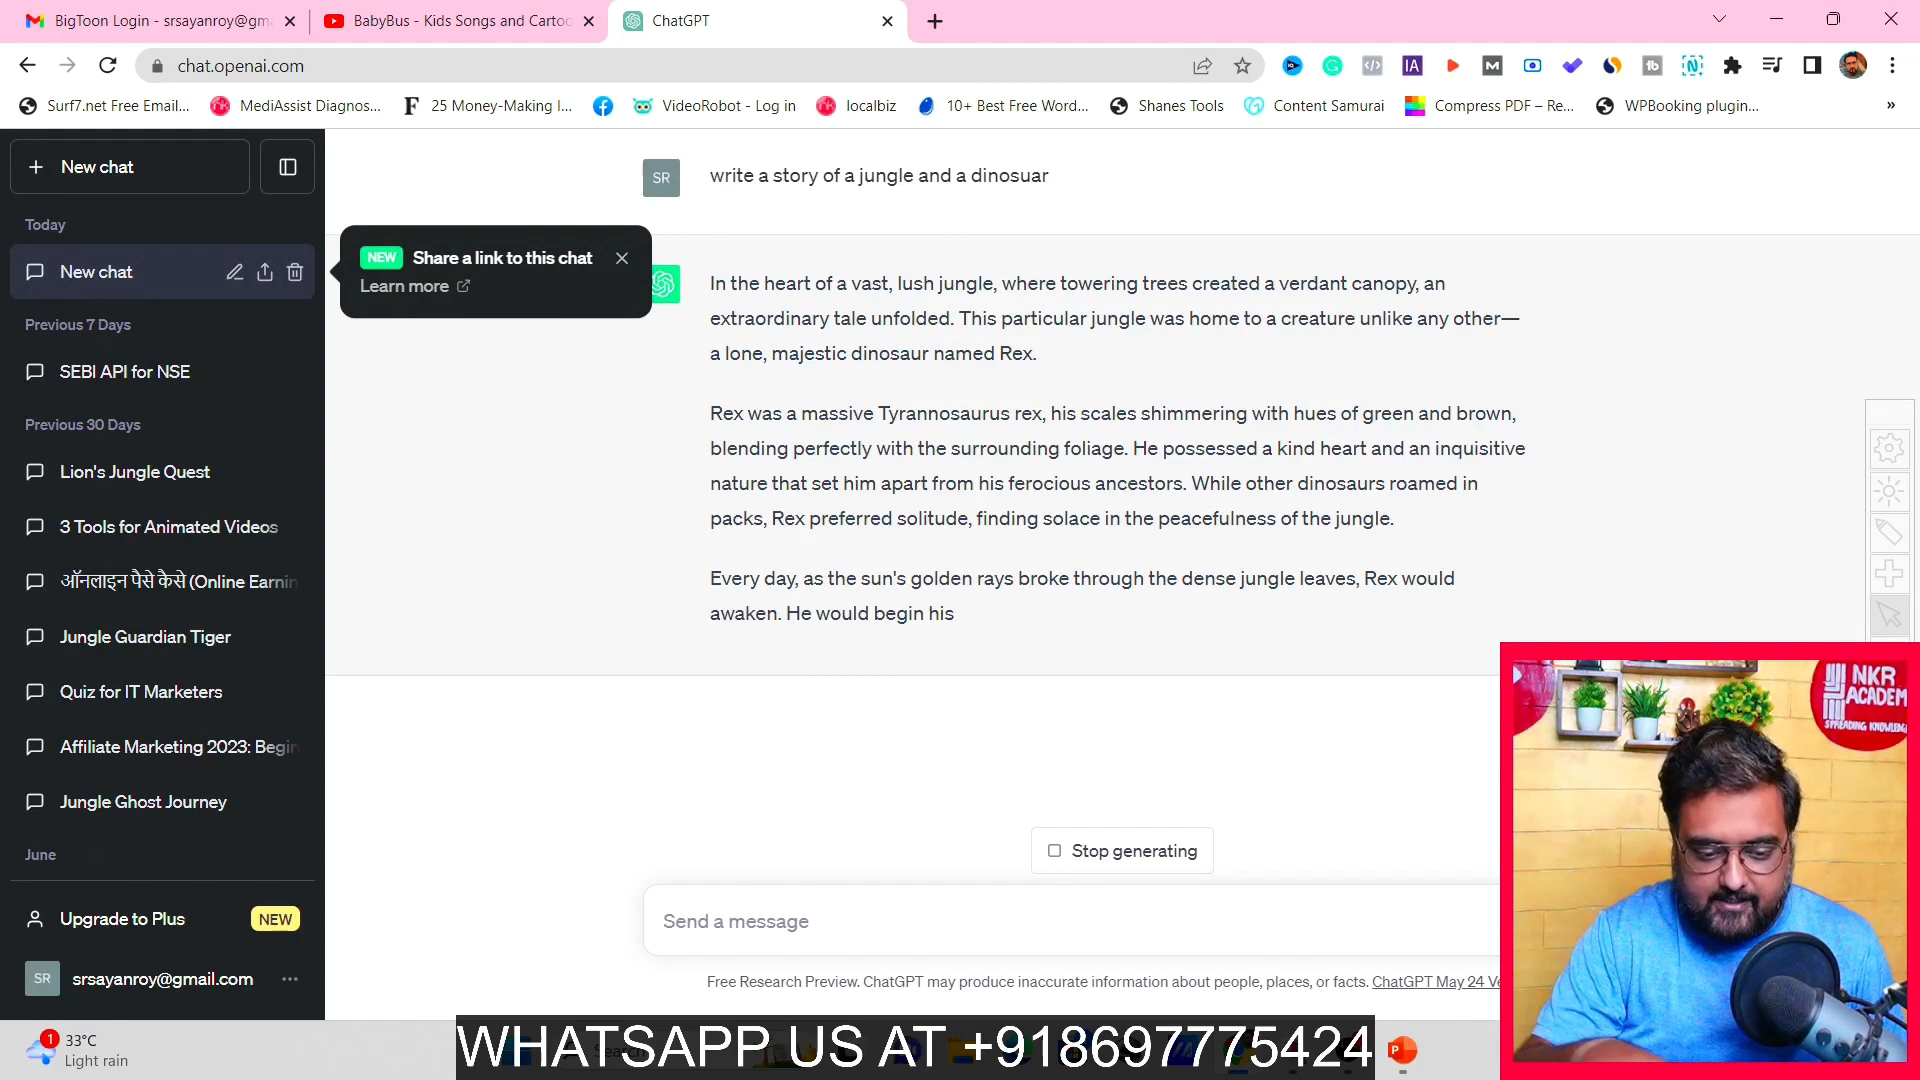 BigToon Login - srsayanroy@gm
BabyBus - Kids Songs and Carto
ChatGPT
chat.openai.com
Surf7.net Free Email...
MediAssist Diagnos...
25 Money-Making I...
VideoRobot - Log in
localbiz
10+ Best Free Word...
Shanes Tools
Content Samurai
Compress PDF – Re...
WPBooking plugin...
»
New chat
Today
New chat
Previous 7 Days
SEBI API for NSE
Previous 30 Days
Lion's Jungle Quest
3 Tools for Animated Videos
ऑनलाइन पैसे कैसे (Online Earnin
Jungle Guardian Tiger
Quiz for IT Marketers
Affiliate Marketing 2023: Begin
Jungle Ghost Journey
June
Upgrade to Plus NEW
SR srsayanroy@gmail.com
NEW Share a link to this chat
Learn more
SR write a story of a jungle and a dinosuar
In the heart of a vast, lush jungle, where towering trees created a verdant canopy, an
extraordinary tale unfolded. This particular jungle was home to a creature unlike any other—
a lone, majestic dinosaur named Rex.
Rex was a massive Tyrannosaurus rex, his scales shimmering with hues of green and brown,
blending perfectly with the surrounding foliage. He possessed a kind heart and an inquisitive
nature that set him apart from his ferocious ancestors. While other dinosaurs roamed in
packs, Rex preferred solitude, finding solace in the peacefulness of the jungle.
Every day, as the sun's golden rays broke through the dense jungle leaves, Rex would
awaken. He would begin his
Stop generating
Send a message
Free Research Preview. ChatGPT may produce inaccurate information about people, places, or facts. ChatGPT May 24 Ve
NKR
ACADEM
SPREADING KNOWLEDG
1 33°C
Light rain
WHATSAPP US AT +918697775424